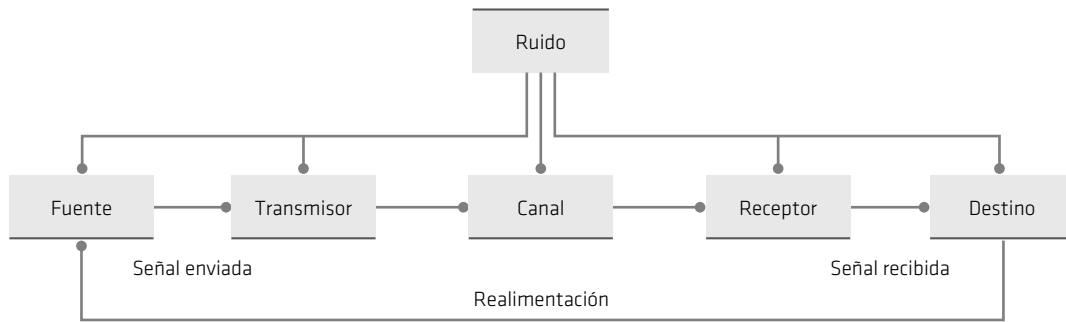 Ruido
Fuente
Transmisor
Canal
Receptor
Destino
Señal enviada
Señal recibida
Realimentación